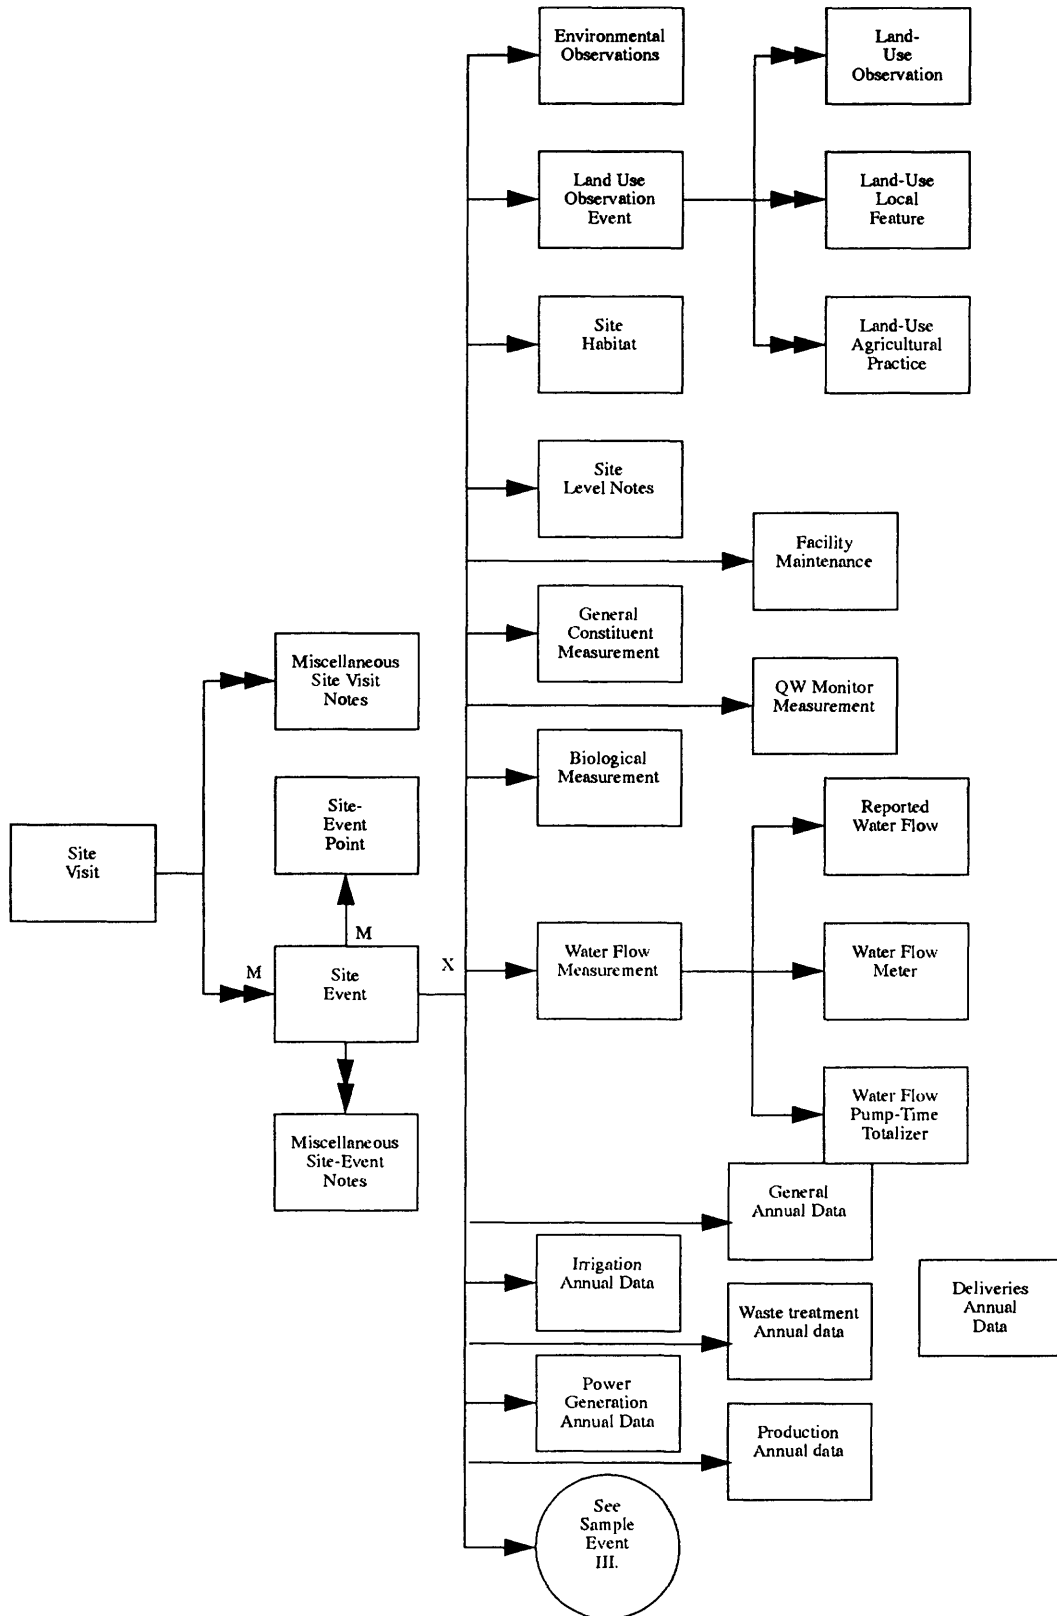 Environmental
Observations
Land-
Use
Observation
Land Use
Observation
Event
Land-Use
Local
Feature
Site
Habitat
Land-Use
Agricultural
Practice
Site
Level Notes
Facility
Maintenance
General
Constituent
Measurement
Miscellaneous
Site Visit
Notes
QW Monitor
Measurement
Biological
Measurement
Site-
Event
Point
Reported
Water Flow
Site
Visit
M
M
Site
Event
X
Water Flow
Measurement
Water Flow
Meter
Water Flow
Pump-Time
Totalizer
Miscellaneous
Site-Event
Notes
General
Annual Data
Irrigation
Annual Data
Deliveries
Annual
Data
Waste treatment
Annual data
Power
Generation
Annual Data
Production
Annual data
See
Sample
Event
III.